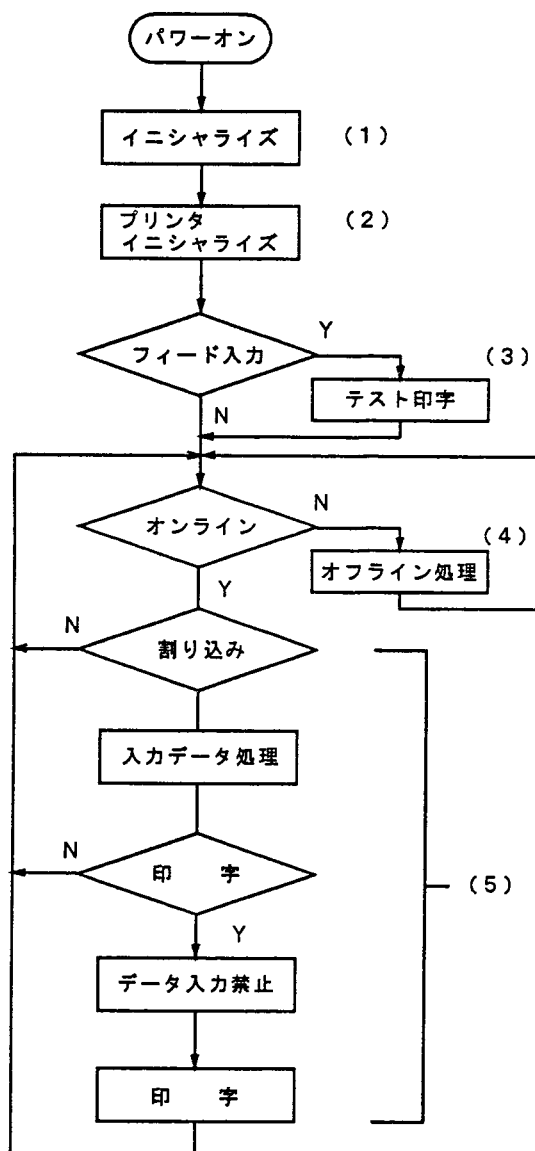 パワーオン
イニシャライズ
(1)
プリンタ
イニシャライズ
(2)
フィード入力
Y
(3)
テスト印字
N
オンライン
N
(4)
オフライン処理
Y
N
割り込み
入力データ処理
N
印 字
(5)
Y
データ入力禁止
印 字